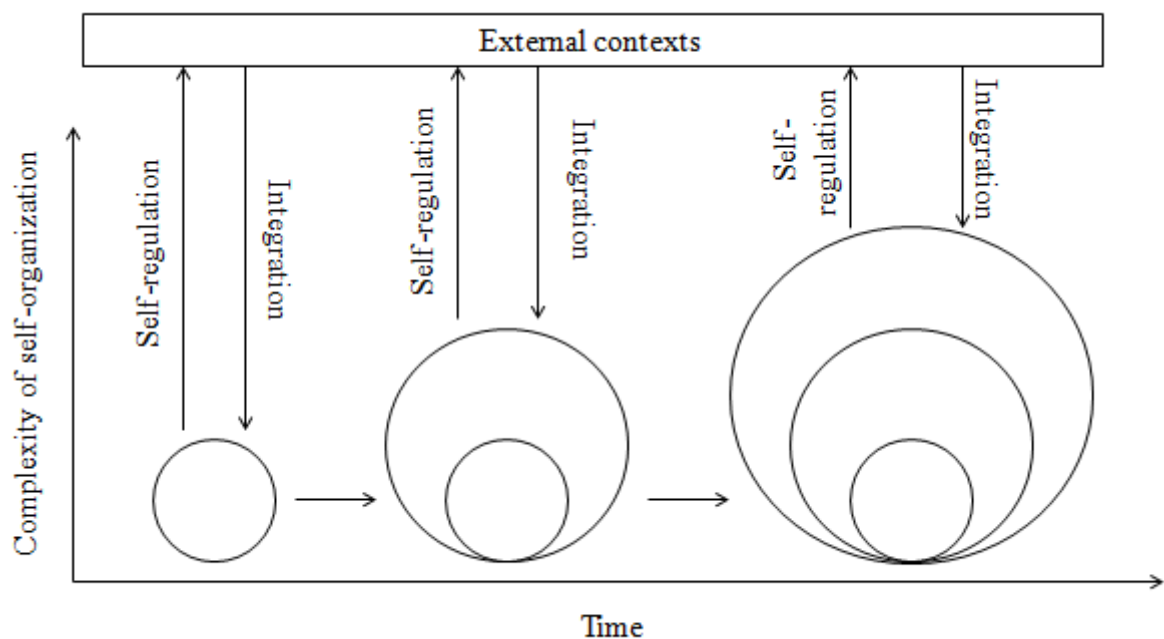 External contexts
Complexity of self-organization
Self-regulation
Integration
Self-regulation
Integration
Self-
regulation
Integration
Time